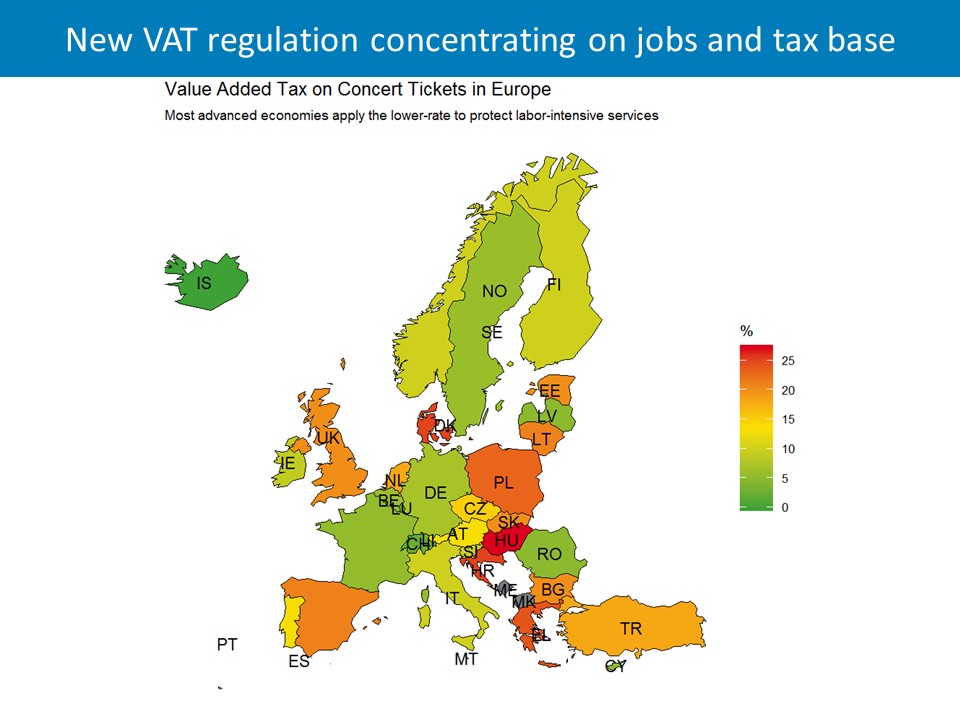 New VAT regulation concentrating on jobs and tax base
Value Added Tax on Concert Tickets in Europe
Most advanced economies apply the lower-rate to protect labor-intensive services
IS
NO
FI
SE
%
25
20
15
10
5
0
EE
LV
LT
DK
UK
IE
NL
BE
LU
DE
PL
CZ
SK
AT
HU
CH
LI
SI
HR
RO
ME
MK
BG
IT
EL
TR
PT
ES
MT
CY